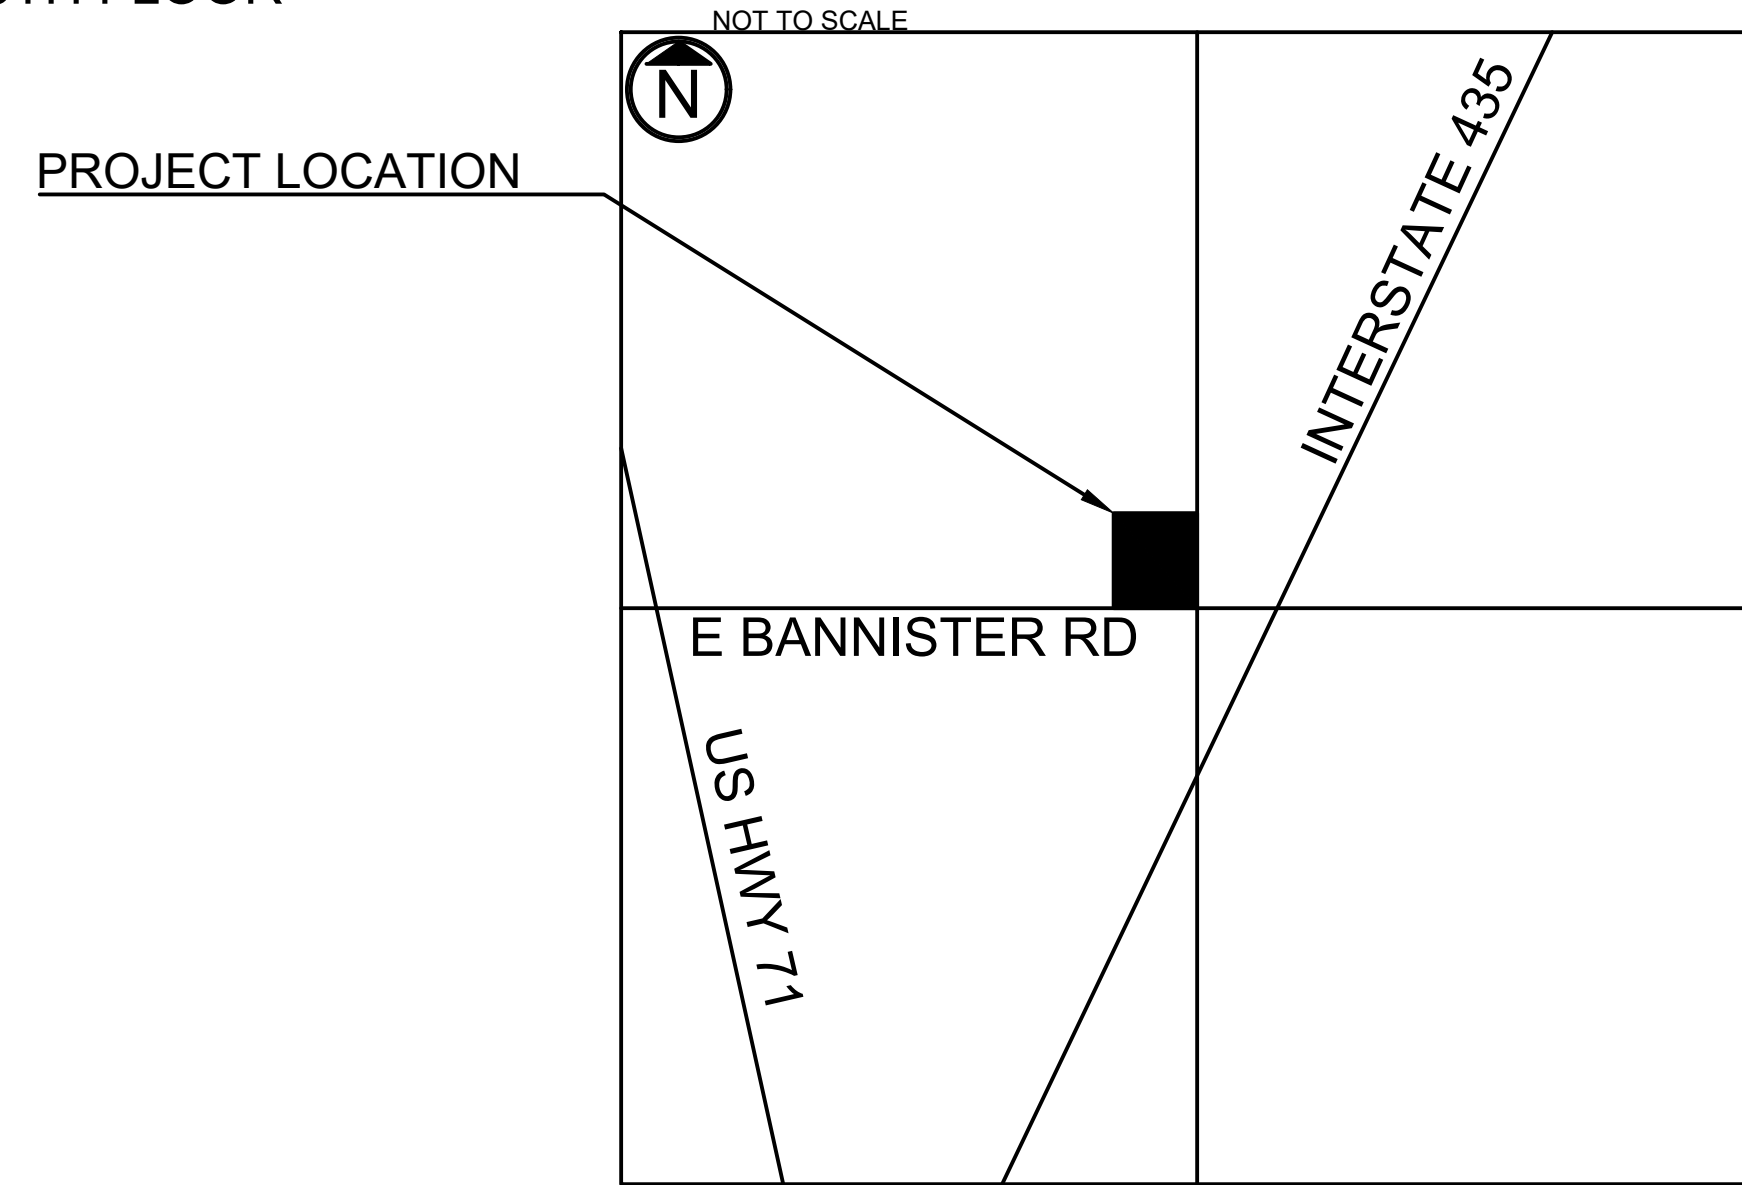 NOT TO SCALE
N
PROJECT LOCATION
INTERSTATE 435
E BANNISTER RD
US HWY 71